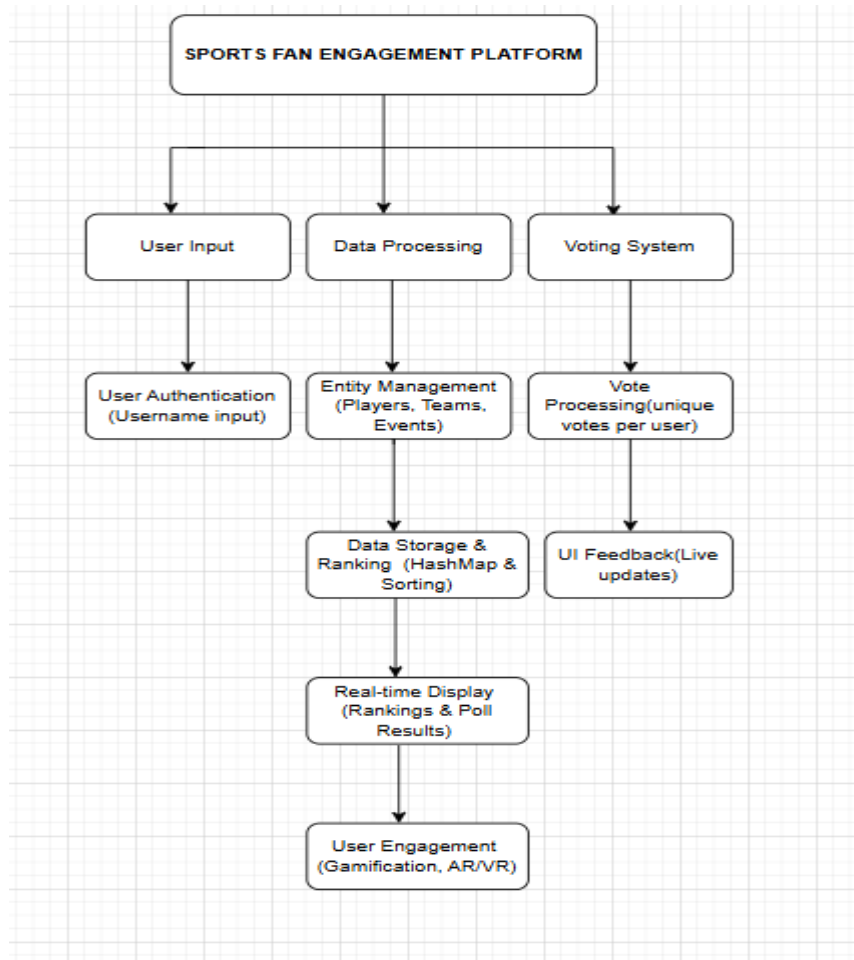 SPORTS FAN ENGAGEMENT PLATFORM
User Input
Data Processing
Voting System
User Authentication
(Username input)
Entity Management
(Players, Teams,
Events)
Vote
Processing(unique
votes per user)
Data Storage &
Ranking (HashMap &
Sorting)
UI Feedback(Live
updates)
Real-time Display
(Rankings & Poll
Results)
User Engagement
(Gamification, AR/VR)